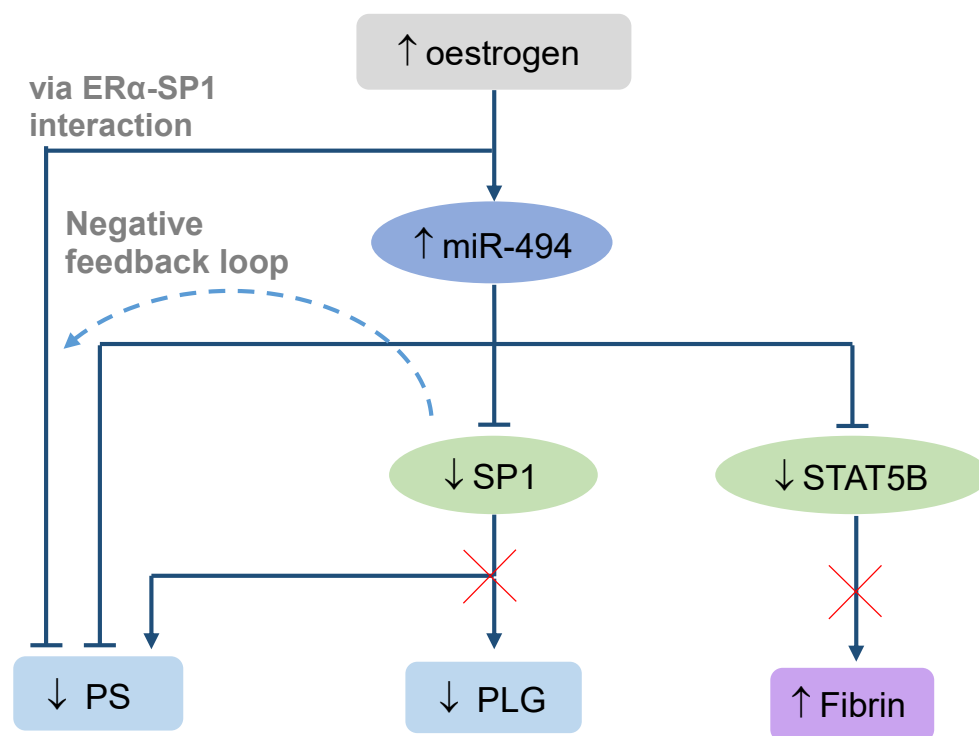 ↑ oestrogen
via ERα-SP1
interaction
↑ miR-494
Negative
feedback loop
↓ SP1
↓ STAT5B
↓ PS
↓ PLG
↑ Fibrin